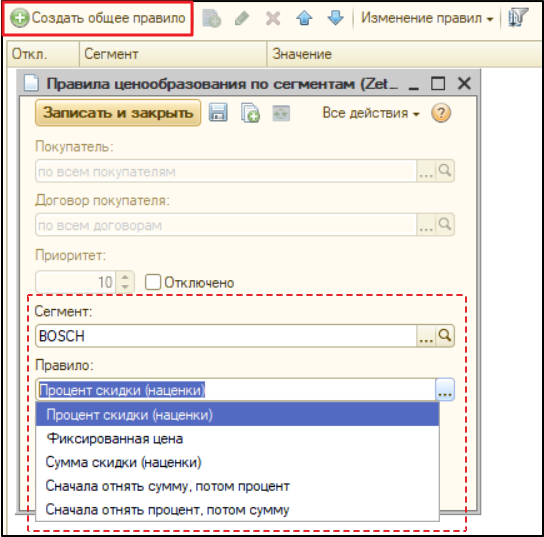 Создать общее правило Изменение правил
Откл. Сегмент Значение
Правила ценообразования по сегментам (Zet...
Записать и закрыть Все действия ?
Покупатель:
по всем покупателям ...
Договор покупателя:
по всем договорам ...
Приоритет:
10 Отключено
Сегмент:
BOSCH ...
Правило:
Процент скидки (наценки) ...
Процент скидки (наценки)
Фиксированная цена
Сумма скидки (наценки)
Сначала отнять сумму, потом процент
Сначала отнять процент, потом сумму